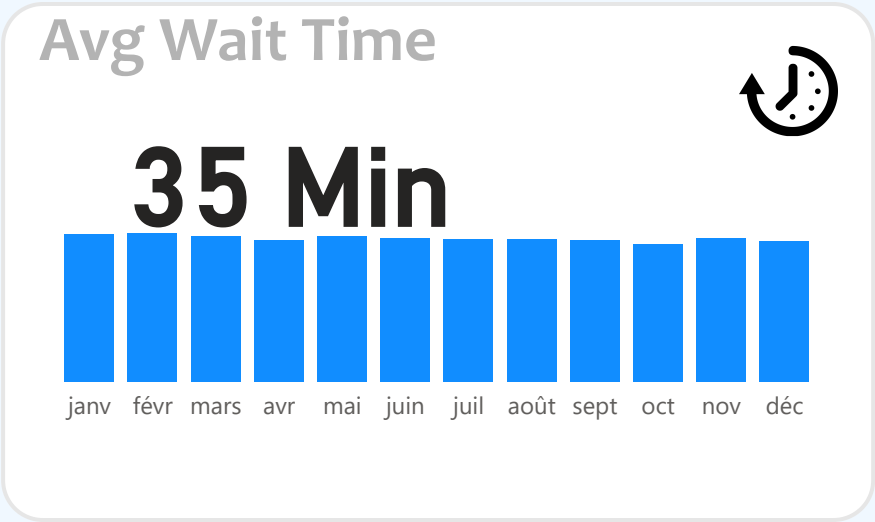 Avg Wait Time
35 Min
janv févr mars avr mai juin juil août sept oct nov déc